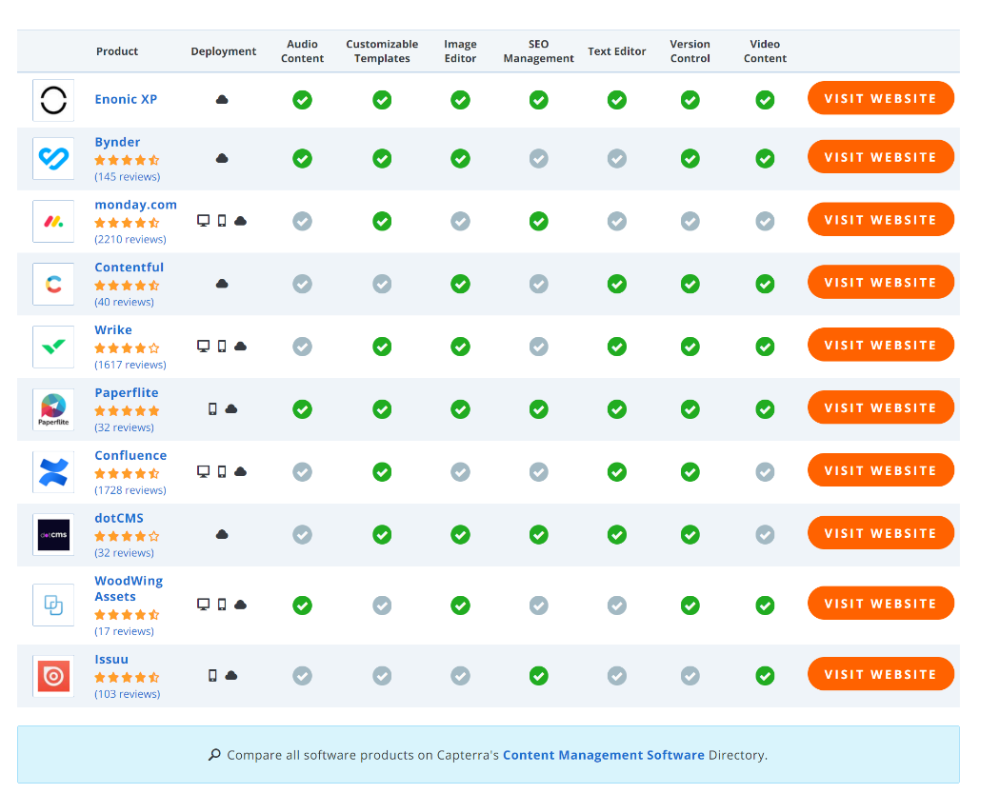 Product Deployment Audio Content Customizable Templates Image Editor SEO Management Text Editor Version Control Video Content
Enonic XP
VISIT WEBSITE
Bynder
(145 reviews)
VISIT WEBSITE
monday.com
(2210 reviews)
VISIT WEBSITE
Contentful
(40 reviews)
VISIT WEBSITE
Wrike
(1617 reviews)
VISIT WEBSITE
Paperflite
Paperflite
(32 reviews)
VISIT WEBSITE
Confluence
(1728 reviews)
VISIT WEBSITE
dotCMS
dotcms
(32 reviews)
VISIT WEBSITE
WoodWing
Assets
(17 reviews)
VISIT WEBSITE
Issuu
(103 reviews)
VISIT WEBSITE
Compare all software products on Capterra's Content Management Software Directory.